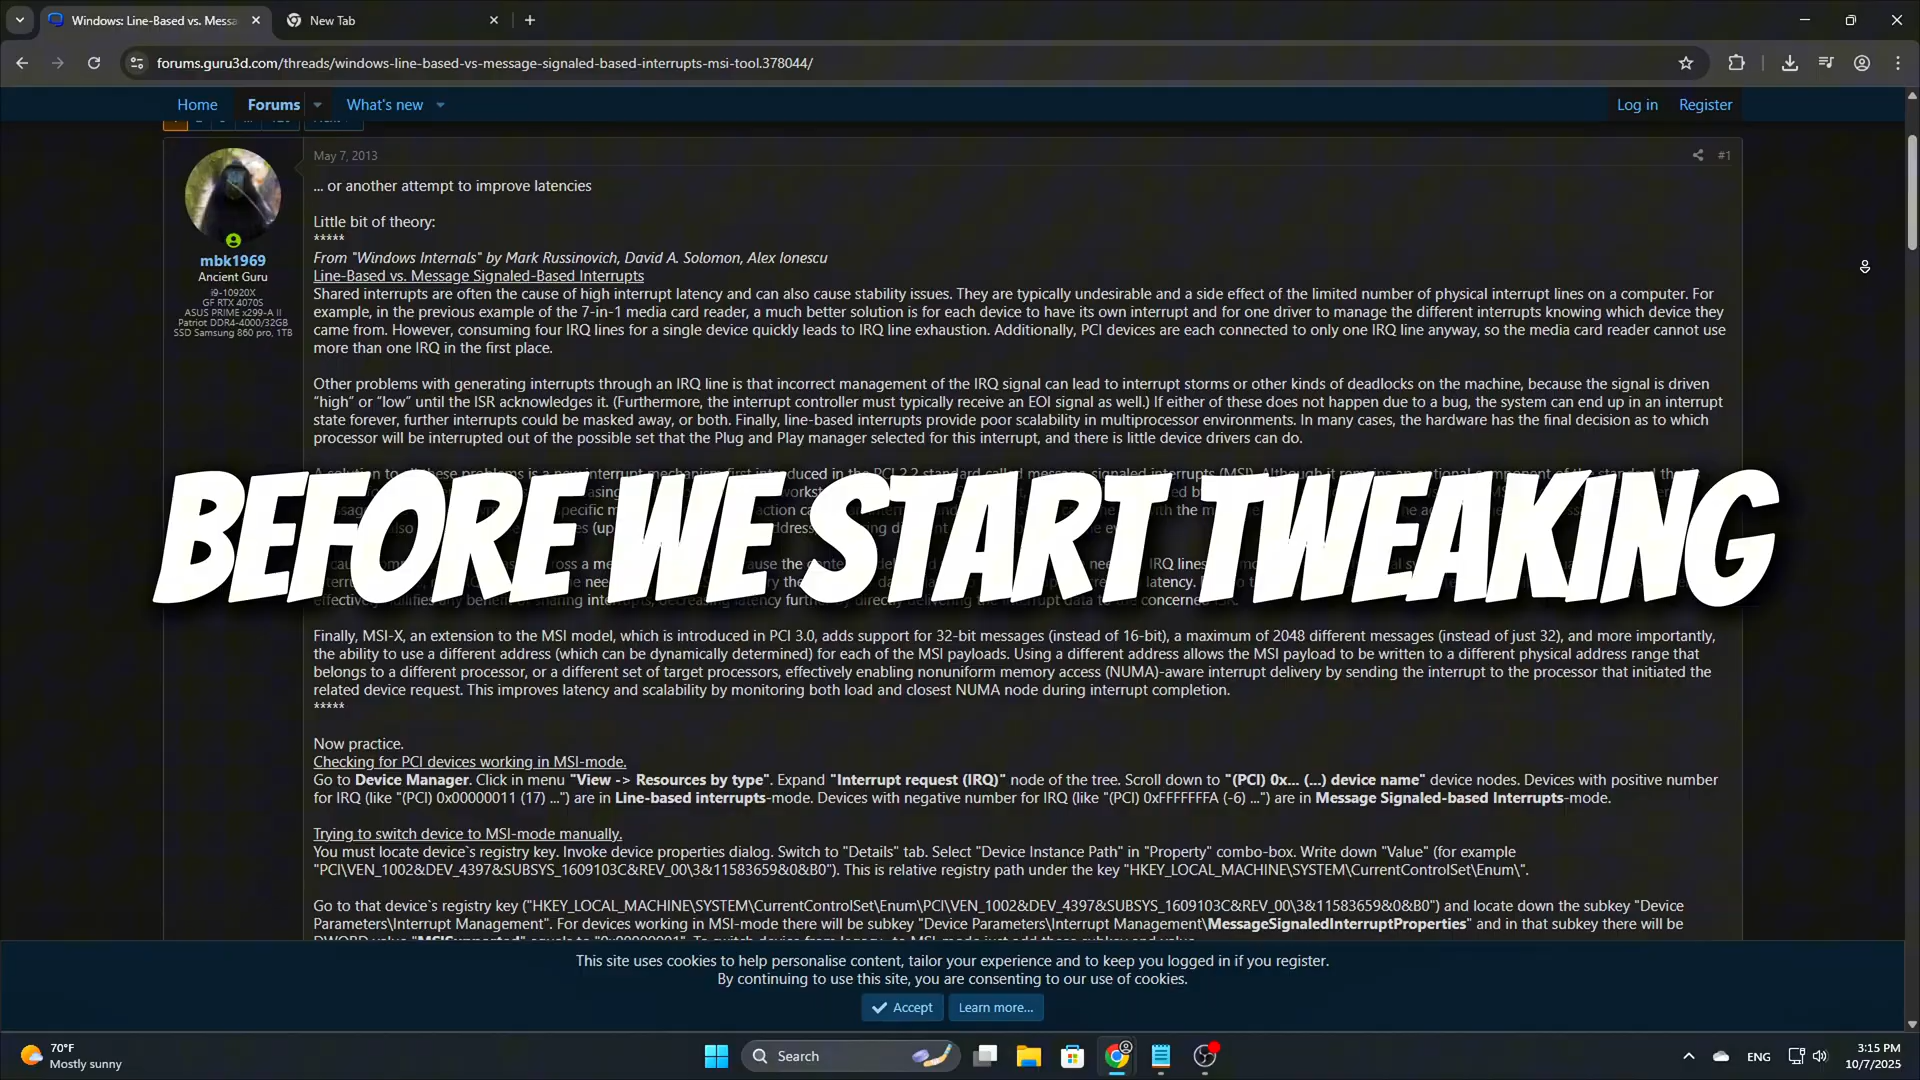 Windows: Line-Based vs. Messa
New Tab
forums.guru3d.com/threads/windows-line-based-vs-message-signaled-based-interrupts-msi-tool.378044/
Home
Forums
What's new
Log in
Register
May 7, 2013
#1
mbk1969
Ancient Guru
i9-10920X
GF RTX 4070S
ASUS PRIME x299-A II
Patriot DDR4-4000/32GB
SSD Samsung 860 pro, 1TB
... or another attempt to improve latencies
Little bit of theory:
*****
From "Windows Internals" by Mark Russinovich, David A. Solomon, Alex Ionescu
Line-Based vs. Message Signaled-Based Interrupts
Shared interrupts are often the cause of high interrupt latency and can also cause stability issues. They are typically undesirable and a side effect of the limited number of physical interrupt lines on a computer. For
example, in the previous example of the 7-in-1 media card reader, a much better solution is for each device to have its own interrupt and for one driver to manage the different interrupts knowing which device they
came from. However, consuming four IRQ lines for a single device quickly leads to IRQ line exhaustion. Additionally, PCI devices are each connected to only one IRQ line anyway, so the media card reader cannot use
more than one IRQ in the first place.
Other problems with generating interrupts through an IRQ line is that incorrect management of the IRQ signal can lead to interrupt storms or other kinds of deadlocks on the machine, because the signal is driven
“high” or “low” until the ISR acknowledges it. (Furthermore, the interrupt controller must typically receive an EOI signal as well.) If either of these does not happen due to a bug, the system can end up in an interrupt
state forever, further interrupts could be masked away, or both. Finally, line-based interrupts provide poor scalability in multiprocessor environments. In many cases, the hardware has the final decision as to which
processor will be interrupted out of the possible set that the Plug and Play manager selected for this interrupt, and there is little device drivers can do.
BEFORE WE START TWEAKING
Finally, MSI-X, an extension to the MSI model, which is introduced in PCI 3.0, adds support for 32-bit messages (instead of 16-bit), a maximum of 2048 different messages (instead of just 32), and more importantly,
the ability to use a different address (which can be dynamically determined) for each of the MSI payloads. Using a different address allows the MSI payload to be written to a different physical address range that
belongs to a different processor, or a different set of target processors, effectively enabling nonuniform memory access (NUMA)-aware interrupt delivery by sending the interrupt to the processor that initiated the
related device request. This improves latency and scalability by monitoring both load and closest NUMA node during interrupt completion.
*****
Now practice.
Checking for PCI devices working in MSI-mode.
Go to Device Manager. Click in menu "View -> Resources by type". Expand "Interrupt request (IRQ)" node of the tree. Scroll down to "(PCI) 0x... (...) device name" device nodes. Devices with positive number
for IRQ (like "(PCI) 0x00000011 (17) ...") are in Line-based interrupts-mode. Devices with negative number for IRQ (like "(PCI) 0xFFFFFFFA (-6) ...") are in Message Signaled-based Interrupts-mode.
Trying to switch device to MSI-mode manually.
You must locate device`s registry key. Invoke device properties dialog. Switch to "Details" tab. Select "Device Instance Path" in "Property" combo-box. Write down "Value" (for example
"PCI\VEN_1002&DEV_4397&SUBSYS_1609103C&REV_00\3&11583659&0&B0"). This is relative registry path under the key "HKEY_LOCAL_MACHINE\SYSTEM\CurrentControlSet\Enum\".
Go to that device`s registry key ("HKEY_LOCAL_MACHINE\SYSTEM\CurrentControlSet\Enum\PCI\VEN_1002&DEV_4397&SUBSYS_1609103C&REV_00\3&11583659&0&B0") and locate down the subkey "Device
Parameters\Interrupt Management". For devices working in MSI-mode there will be subkey "Device Parameters\Interrupt Management\MessageSignaledInterruptProperties" and in that subkey there will be
This site uses cookies to help personalise content, tailor your experience and to keep you logged in if you register.
By continuing to use this site, you are consenting to our use of cookies.
Accept
Learn more...
70°F
Mostly sunny
Search
ENG
3:15 PM
10/7/2025